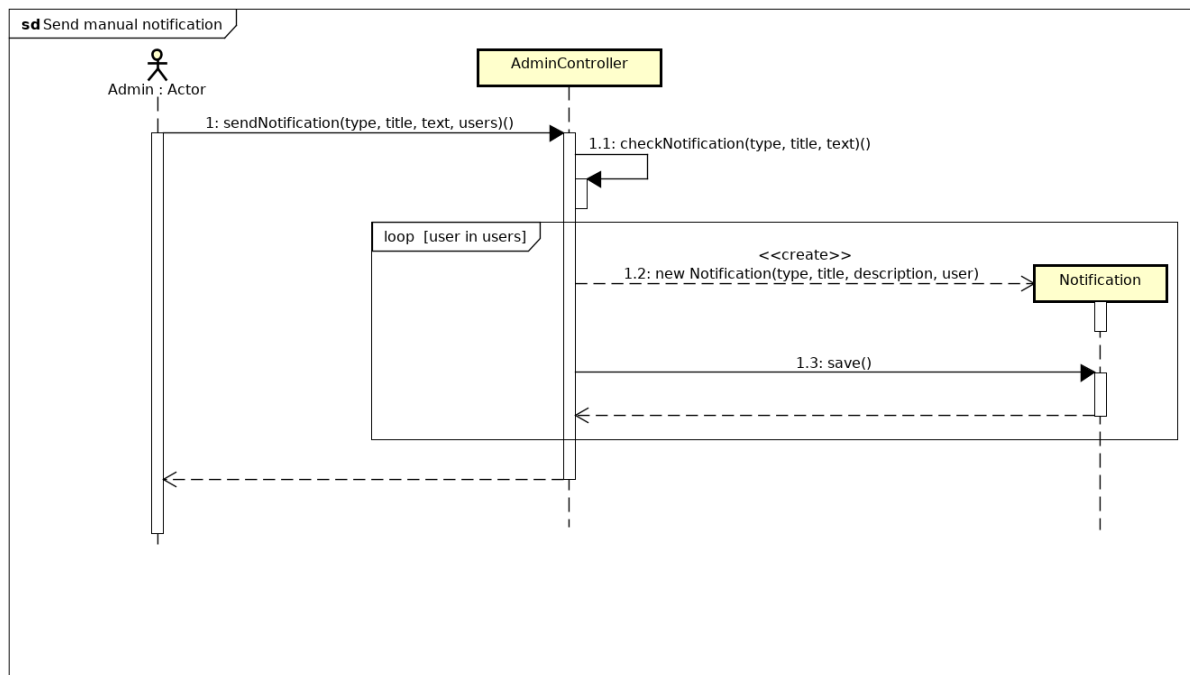 sd Send manual notification
Admin : Actor
AdminController
1: sendNotification(type, title, text, users)()
1.1: checkNotification(type, title, text)()
loop [user in users]
<<create>>
1.2: new Notification(type, title, description, user)
Notification
1.3: save()